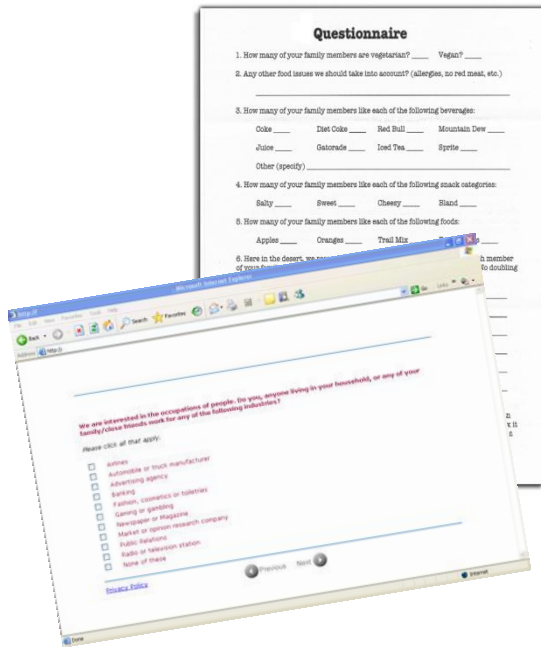 Questionnaire
1. How many of your family members are vegetarian? ____ Vegan? ____
2. Any other food issues we should take into account? (allergies, no red meat, etc.)
3. How many of your family members like each of the following beverages:
Coke ____ Diet Coke ____ Red Bull ____ Mountain Dew ____
Juice ____ Gatorade ____ Iced Tea ____ Sprite ____
Other (specify)
4. How many of your family members like each of the following snack categories:
Salty ____ Sweet ____ Cheesy ____ Bland ____
5. How many of your family members like each of the following foods:
Apples ____ Oranges ____ Trail Mix
6. Here in the desert, we
member
of your
No doubling
http:// Microsoft Internet Explorer
File Edit View Favorites Tools Help
Back Search Favorites
Address http:// Go Links
We are interested in the occupations of people. Do you, anyone living in your household, or any of your
family/close friends work for any of the following industries?
Please click all that apply.
Airlines
Automobile or truck manufacturer
Advertising agency
Banking
Fashion, cosmetics or toiletries
Gaming or gambling
Newspaper or Magazine
Market or opinion research company
Public Relations
Radio or television station
None of these
Previous Next
Privacy Policy
Done Internet